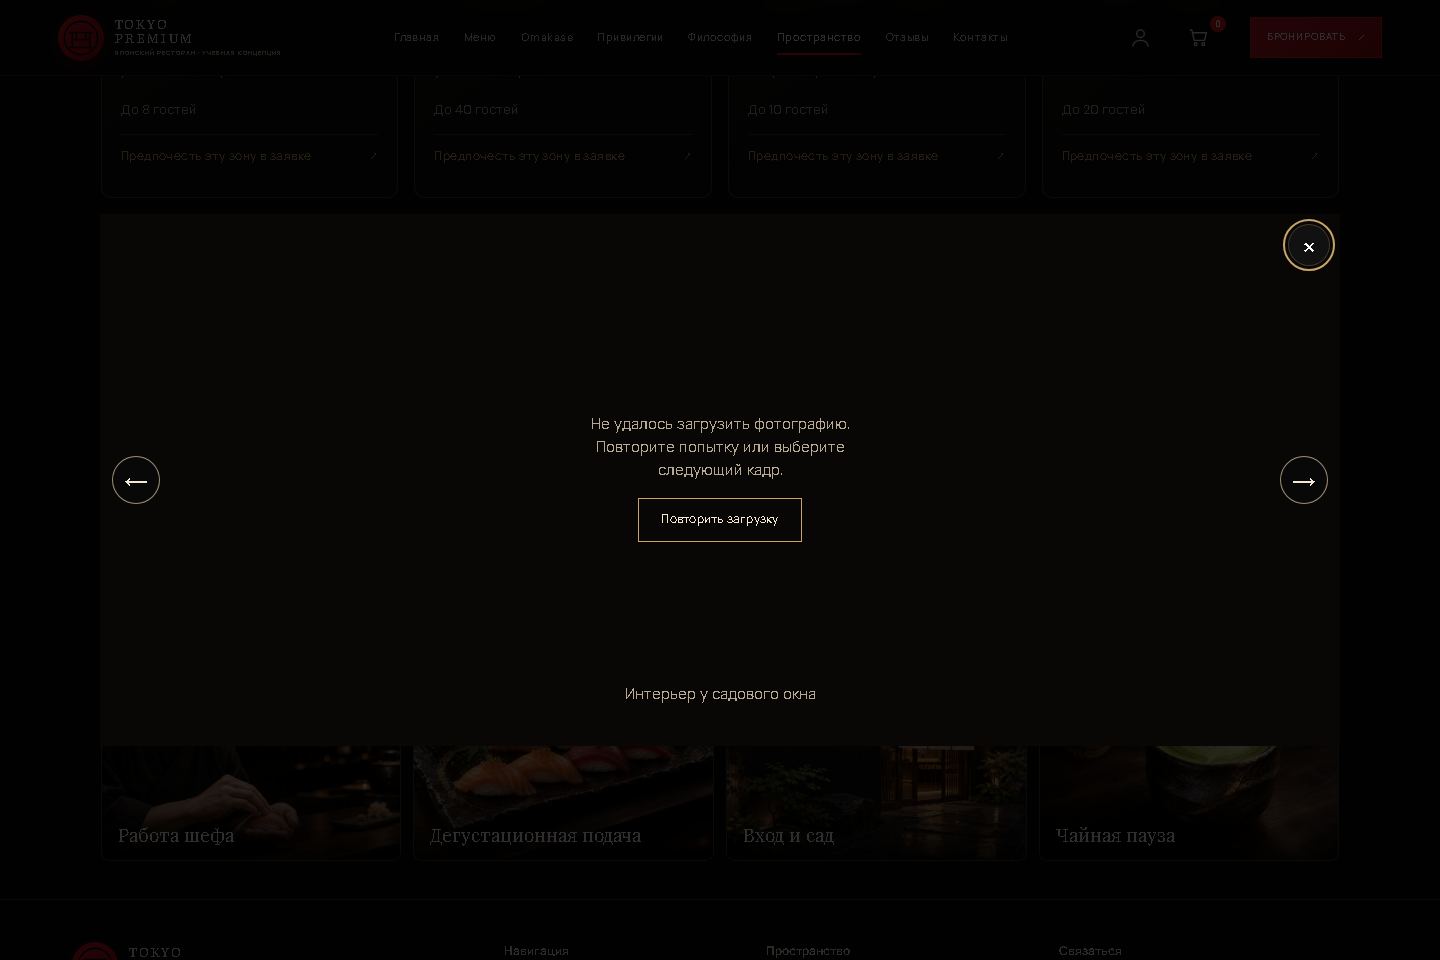 TOKYO
PREMIUM
ЯПОНСКИЙ РЕСТОРАН · УЧЕБНАЯ КОНЦЕПЦИЯ
Главная
Меню
Omakase
Привилегии
Философия
Пространство
Отзывы
Контакты
0
БРОНИРОВАТЬ
До 8 гостей
До 40 гостей
До 10 гостей
До 20 гостей
Предпочесть эту зону в заявке
Предпочесть эту зону в заявке
Предпочесть эту зону в заявке
Предпочесть эту зону в заявке
×
Не удалось загрузить фотографию.
Повторите попытку или выберите
следующий кадр.
←
→
Повторить загрузку
Интерьер у садового окна
Работа шефа
Дегустационная подача
Вход и сад
Чайная пауза
TOKYO
Навигация
Пространство
Связаться